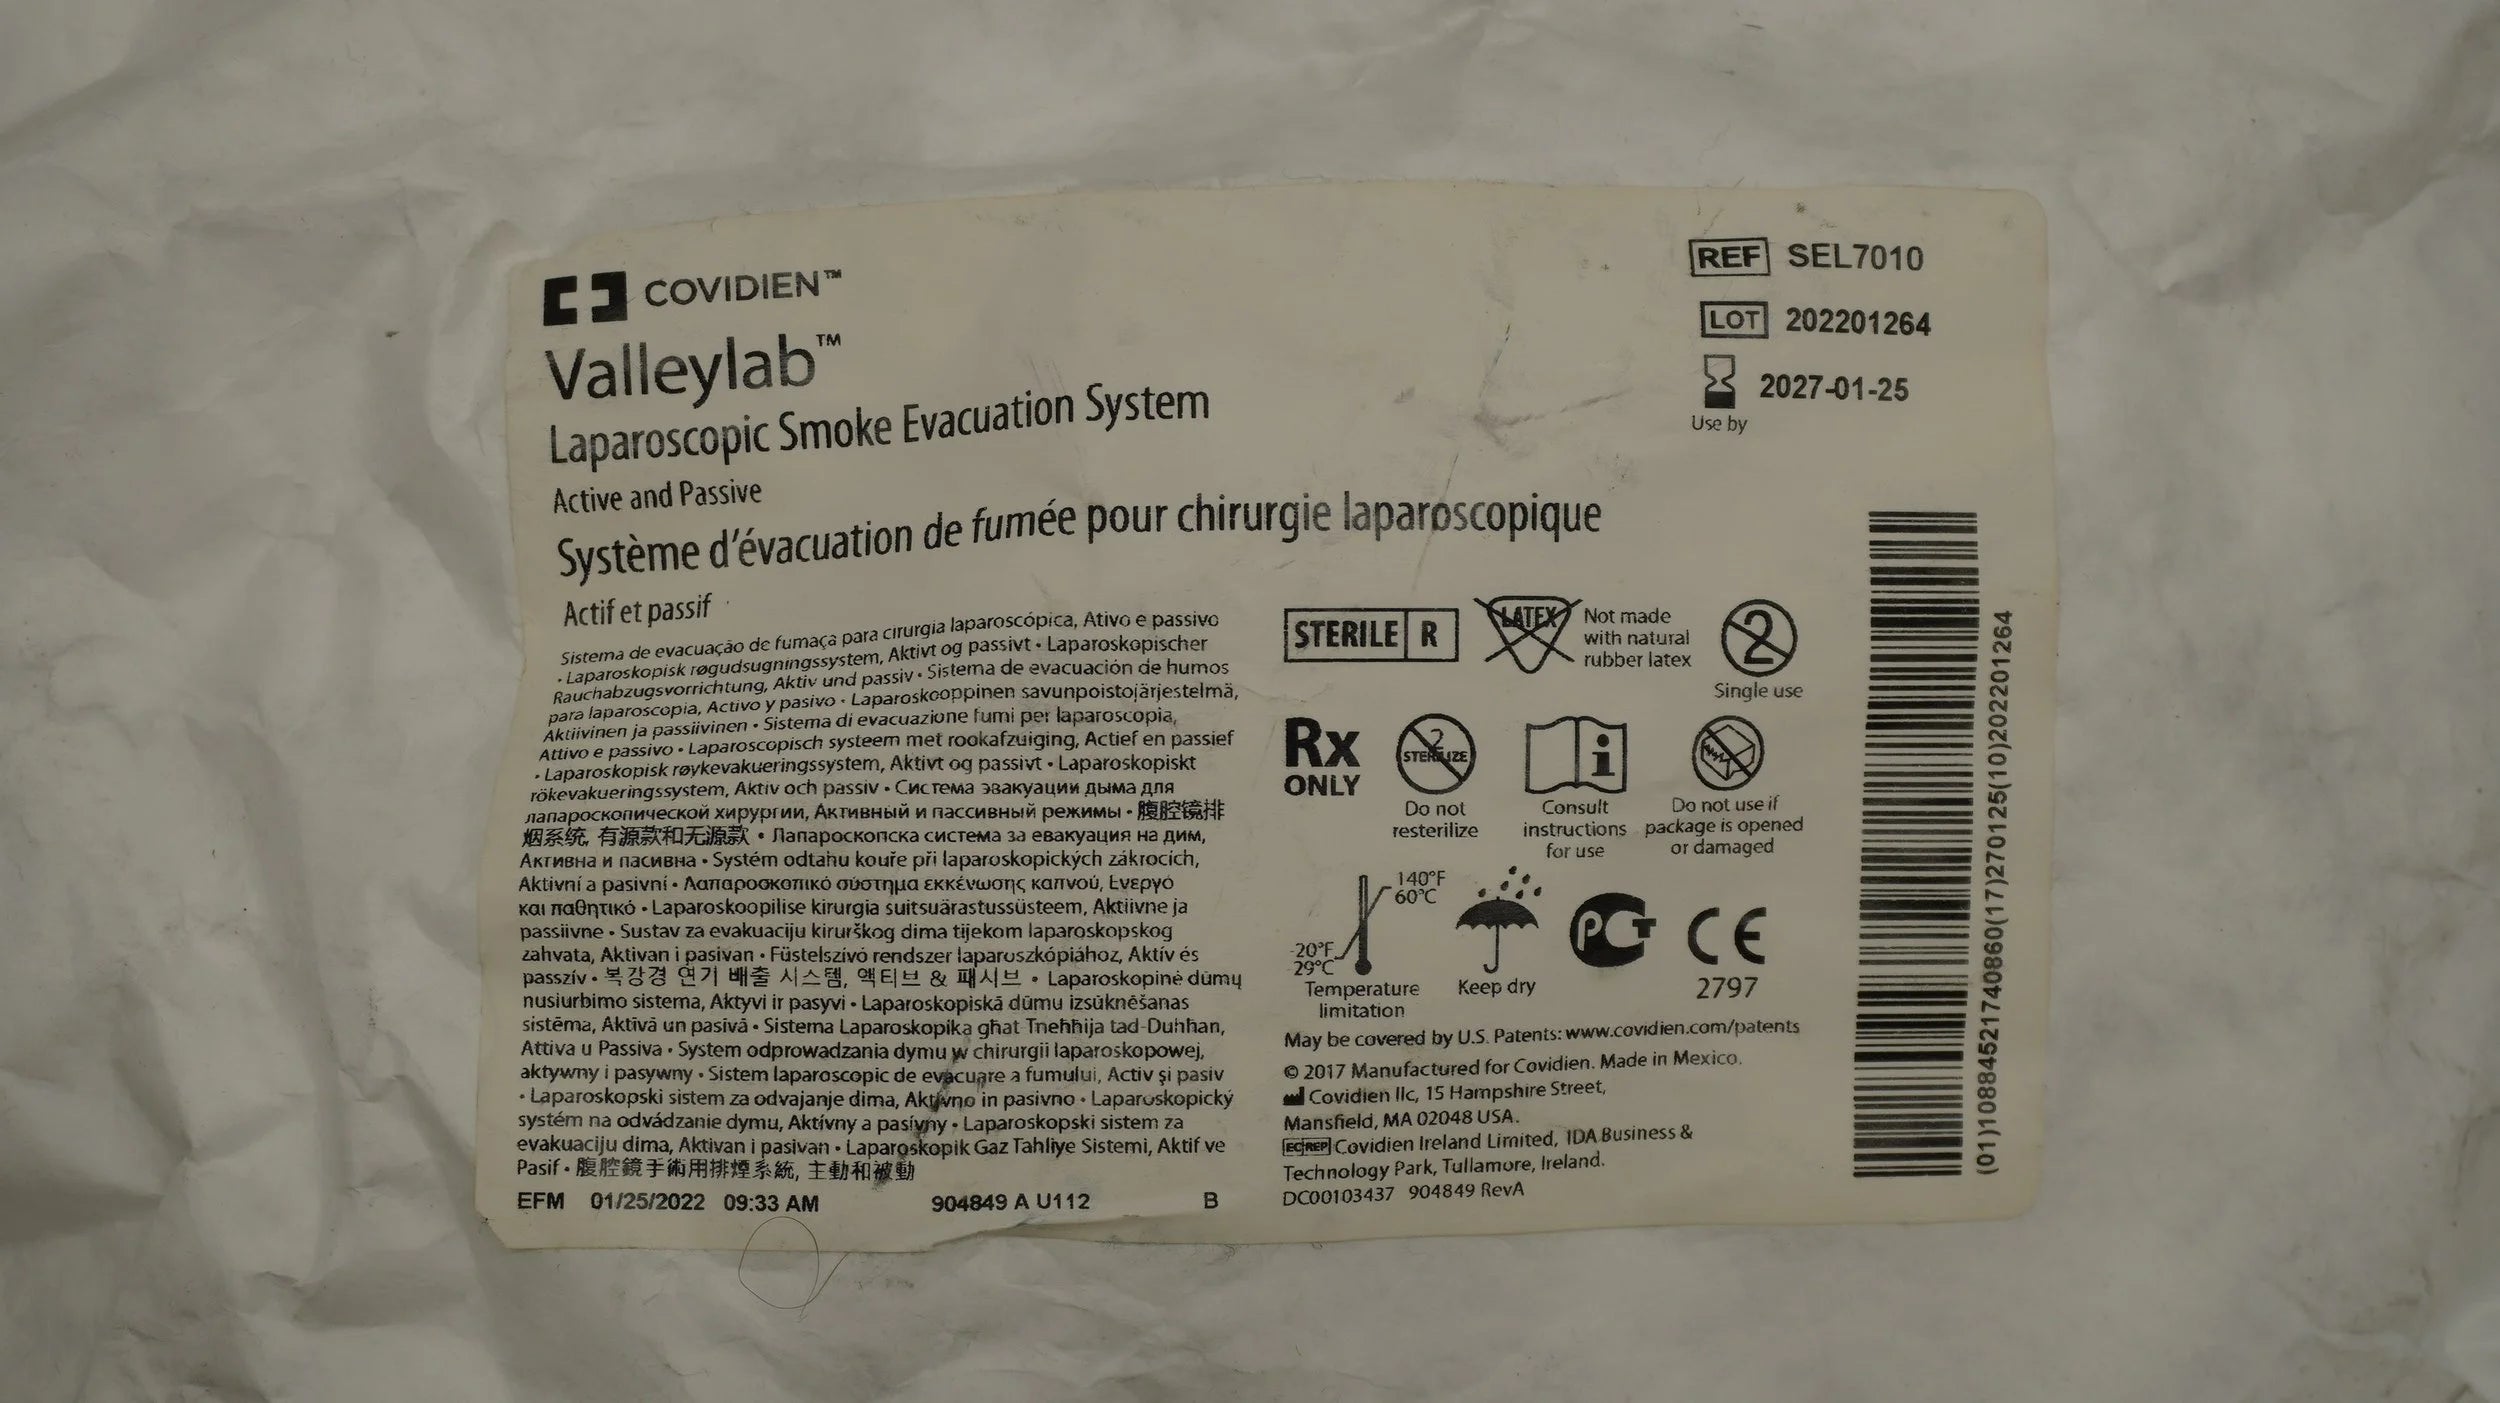 COVIDIEN™
Valleylab™
Laparoscopic Smoke Evacuation System
Active and Passive
Système d'évacuation de fumée pour chirurgie laparoscopique
Actif et passif
Sistema de evacuação de fumaça para cirurgia laparoscópica, Ativo e passivo
• Laparoskopisk røgudsugningssystem, Aktivt og passivt • Laparoskopischer
Rauchabzugsvorrichtung, Aktiv und passiv • Sistema de evacuación de humos
para laparoscopia, Activo y pasivo • Laparoskooppinen savunpoistojärjestelmä,
Aktiivinen ja passiivinen • Sistema di evacuazione fumi per laparoscopia,
Attivo e passivo • Laparoscopisch systeem met rookafzuiging, Actief en passief
• Laparoskopisk røykevakueringssystem, Aktivt og passivt • Laparoskopiskt
rökevakueringssystem, Aktiv och passiv • Система эвакуации дыма для
лапароскопической хирургии, Активный и пассивный режимы • 腹腔镜排
烟系统, 有源款和无源款 • Лапароскопска система за евакуация на дим,
Активна и пасивна • Systém odtahu kouře při laparoskopických zákrocích,
Aktivní a pasivní • Λαπαροσκοπικό σύστημα εκκένωσης καπνού, Ενεργό
και παθητικό • Laparoskoopilise kirurgia suitsuärastussüsteem, Aktiivne ja
passiivne • Sustav za evakuaciju kirurškog dima tijekom laparoskopskog
zahvata, Aktivan i pasivan • Füstelszívó rendszer laparoszkópiához, Aktív és
passzív • 복강경 연기 배출 시스템, 액티브 & 패시브 • Laparoskopinė dūmų
nusiurbimo sistema, Aktyvi ir pasyvi • Laparoskopiskā dūmu izsūknēšanas
sistēma, Aktīvā un pasīvā • Sistema Laparoskopika għat-Tneħħija tad-Duħħan,
Attiva u Passiva • System odprowadzania dymu w chirurgii laparoskopowej,
aktywny i pasywny • Sistem laparoscopic de evacuare a fumului, Activ și pasiv
• Laparoskopski sistem za odvajanje dima, Aktivno in pasivno • Laparoskopický
systém na odvádzanie dymu, Aktívny a pasívny • Laparoskopski sistem za
evakuaciju dima, Aktivan i pasivan • Laparoskopik Gaz Tahliye Sistemi, Aktif ve
Pasif • 腹腔鏡手術用排煙系統, 主動和被動
EFM 01/25/2022 09:33 AM 904849 A U112 B
REF SEL7010
LOT 202201264
2027-01-25
Use by
STERILE R
LATEX
Not made
with natural
rubber latex
2
Single use
Rx
ONLY
2
STERILIZE
Do not
resterilize
i
Consult
instructions
for use
Do not use if
package is opened
or damaged
140°F
60°C
-20°F
29°C
Temperature
limitation
Keep dry
PCT
CE
2797
May be covered by U.S. Patents: www.covidien.com/patents
© 2017 Manufactured for Covidien. Made in Mexico.
Covidien llc, 15 Hampshire Street,
Mansfield, MA 02048 USA.
EC REP Covidien Ireland Limited, IDA Business &
Technology Park, Tullamore, Ireland.
DC00103437 904849 RevA
(01)10884521740860(17)270125(10)202201264